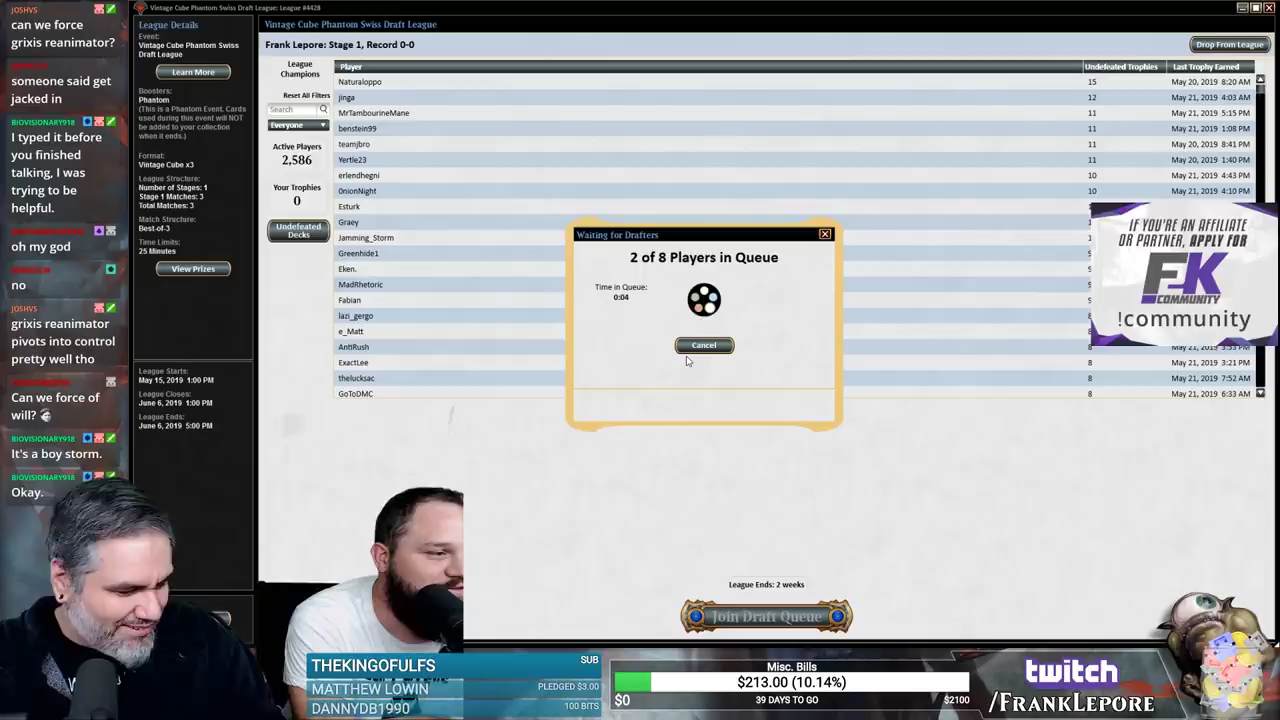 JOSHVS
can we force
grixis reanimator?
someone said get
jacked in
BIOVISIONARY918
I typed it before
you finished
talking, I was
trying to be
helpful.
oh my god
no
JOSHVS
grixis reanimator
pivots into control
pretty well tho
Can we force of
will?
BIOVISIONARY918
It's a boy storm.
BIOVISIONARY918
Okay.
Vintage Cube Phantom Swiss Draft League: League #4428
League Details
Event:
Vintage Cube Phantom Swiss
Draft League
Learn More
Boosters:
Phantom
(This is a Phantom Event. Cards
used during this event will NOT
be added to your collection
when it ends.)
Format:
Vintage Cube x3
League Structure:
Number of Stages: 1
Stage 1 Matches: 3
Total Matches: 3
Match Structure:
Best-of-3
Time Limits:
25 Minutes
View Prizes
League Starts:
May 15, 2019 1:00 PM
League Closes:
June 6, 2019 1:00 PM
League Ends:
June 6, 2019 5:00 PM
Vintage Cube Phantom Swiss Draft League
Frank Lepore: Stage 1, Record 0-0
Drop From League
League
Champions
Reset All Filters
Search
Everyone
Active Players
2,586
Your Trophies
0
Undefeated
Decks
Player Undefeated Trophies Last Trophy Earned
Naturaloppo 15 May 20, 2019 8:20 AM
jinga 12 May 21, 2019 4:03 AM
MrTambourineMane 11 May 21, 2019 5:15 PM
benstein99 11 May 21, 2019 1:08 PM
teamjbro 11 May 20, 2019 8:41 PM
Yertle23 11 May 20, 2019 1:40 PM
erlendhegni 10 May 21, 2019 4:43 PM
0nionNight 10 May 21, 2019 4:10 PM
Esturk
Graey
Jamming_Storm
Greenhide1
Eken.
MadRhetoric
Fabian
lazi_gergo
e_Matt
AntiRush
ExactLee 8 May 21, 2019 3:21 PM
thelucksac 8 May 21, 2019 7:52 AM
GoToDMC 8 May 21, 2019 6:33 AM
Waiting for Drafters
2 of 8 Players in Queue
Time in Queue:
0:04
Cancel
IF YOU'RE AN AFFILIATE
OR PARTNER, APPLY FOR
COMMUNITY
!community
League Ends: 2 weeks
Join Draft Queue
THEKINGOFULFS SUB
MATTHEW LOWIN PLEDGED $3.00
DANNYDB1990 100 BITS
Misc. Bills
$213.00 (10.14%)
$0 39 DAYS TO GO $2100
twitch
/FRANKLEPORE